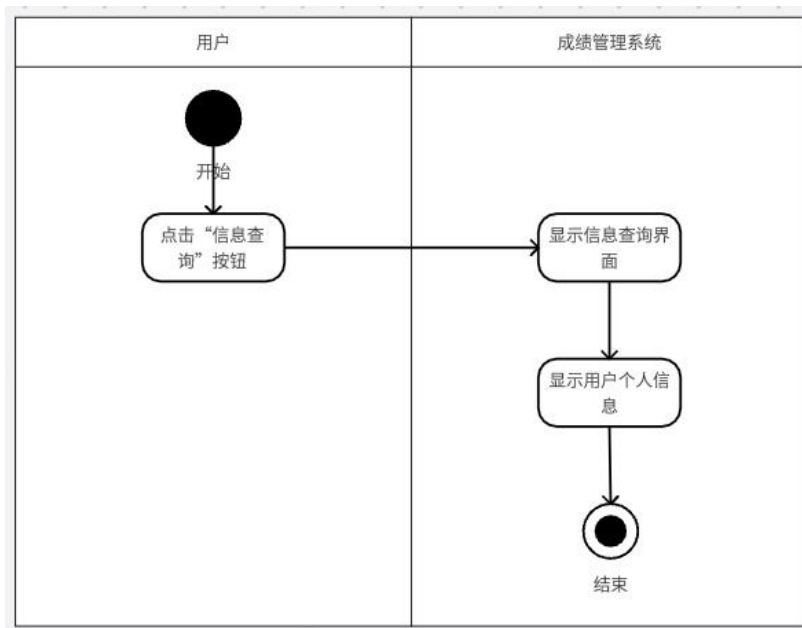 用户
成绩管理系统
开始
点击“信息查
询”按钮
显示信息查询界
面
显示用户个人信
息
结束